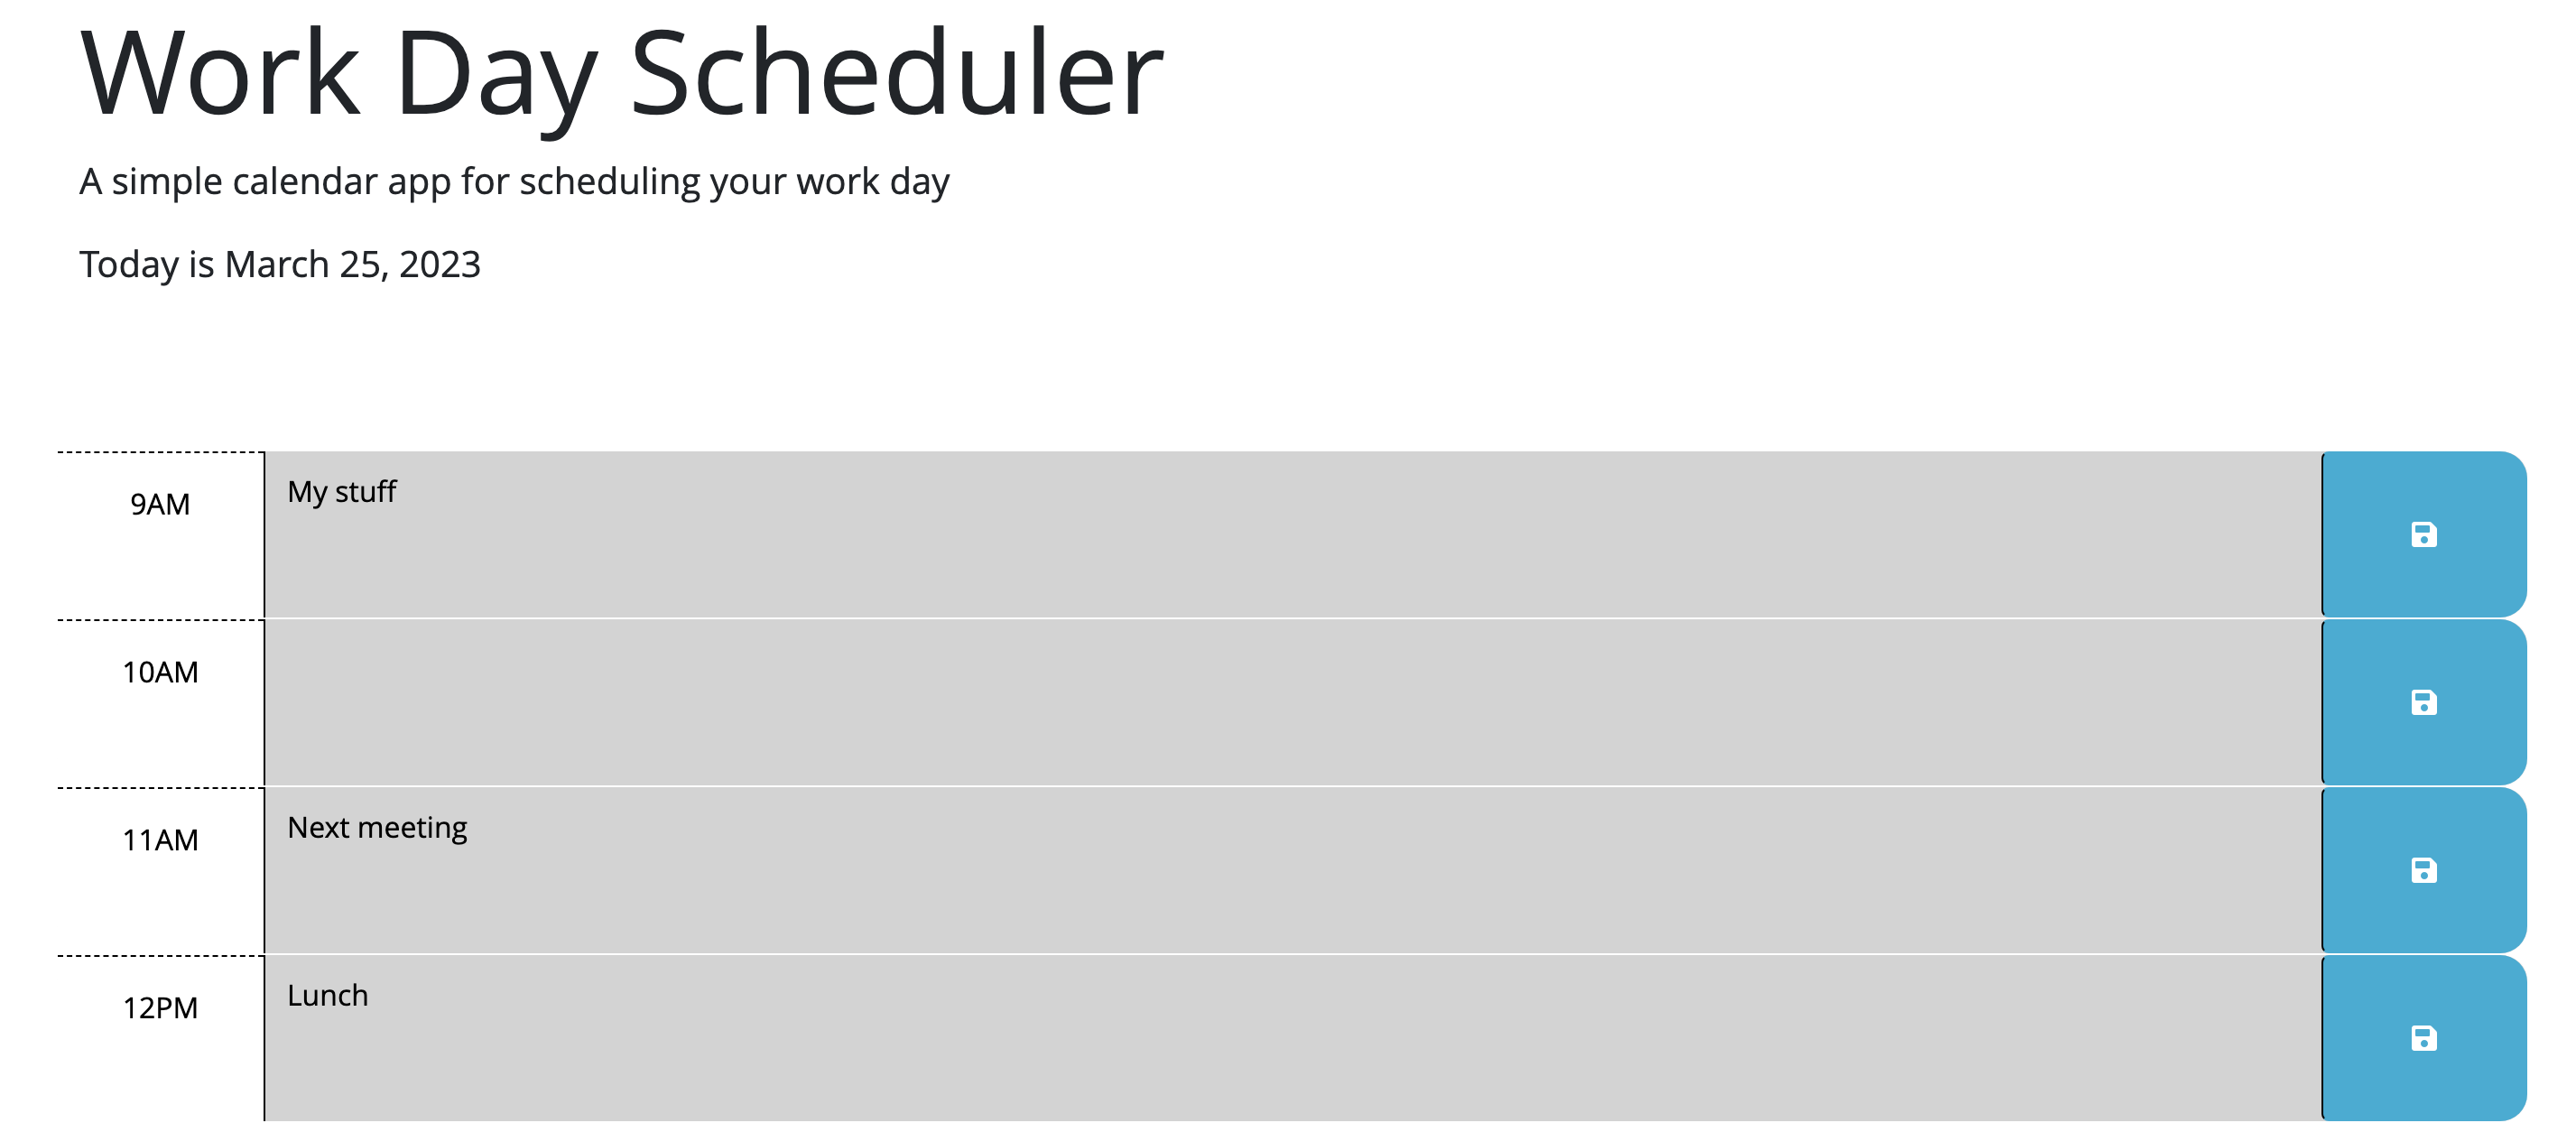 Work Day Scheduler
A simple calendar app for scheduling your work day
Today is March 25, 2023
9AM
My stuff
10AM
11AM
Next meeting
12PM
Lunch